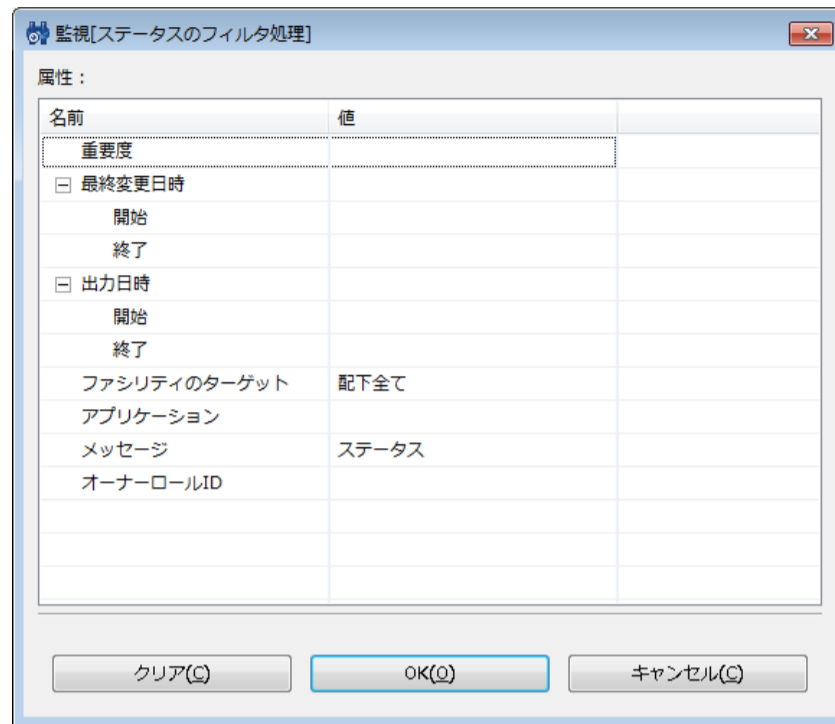 監視[ステータスのフィルタ処理]
属性：
名前 値
重要度
最終変更日時
開始
終了
出力日時
開始
終了
ファシリティのターゲット 配下全て
アプリケーション
メッセージ ステータス
オーナーロールID
クリア(C) OK(O) キャンセル(C)